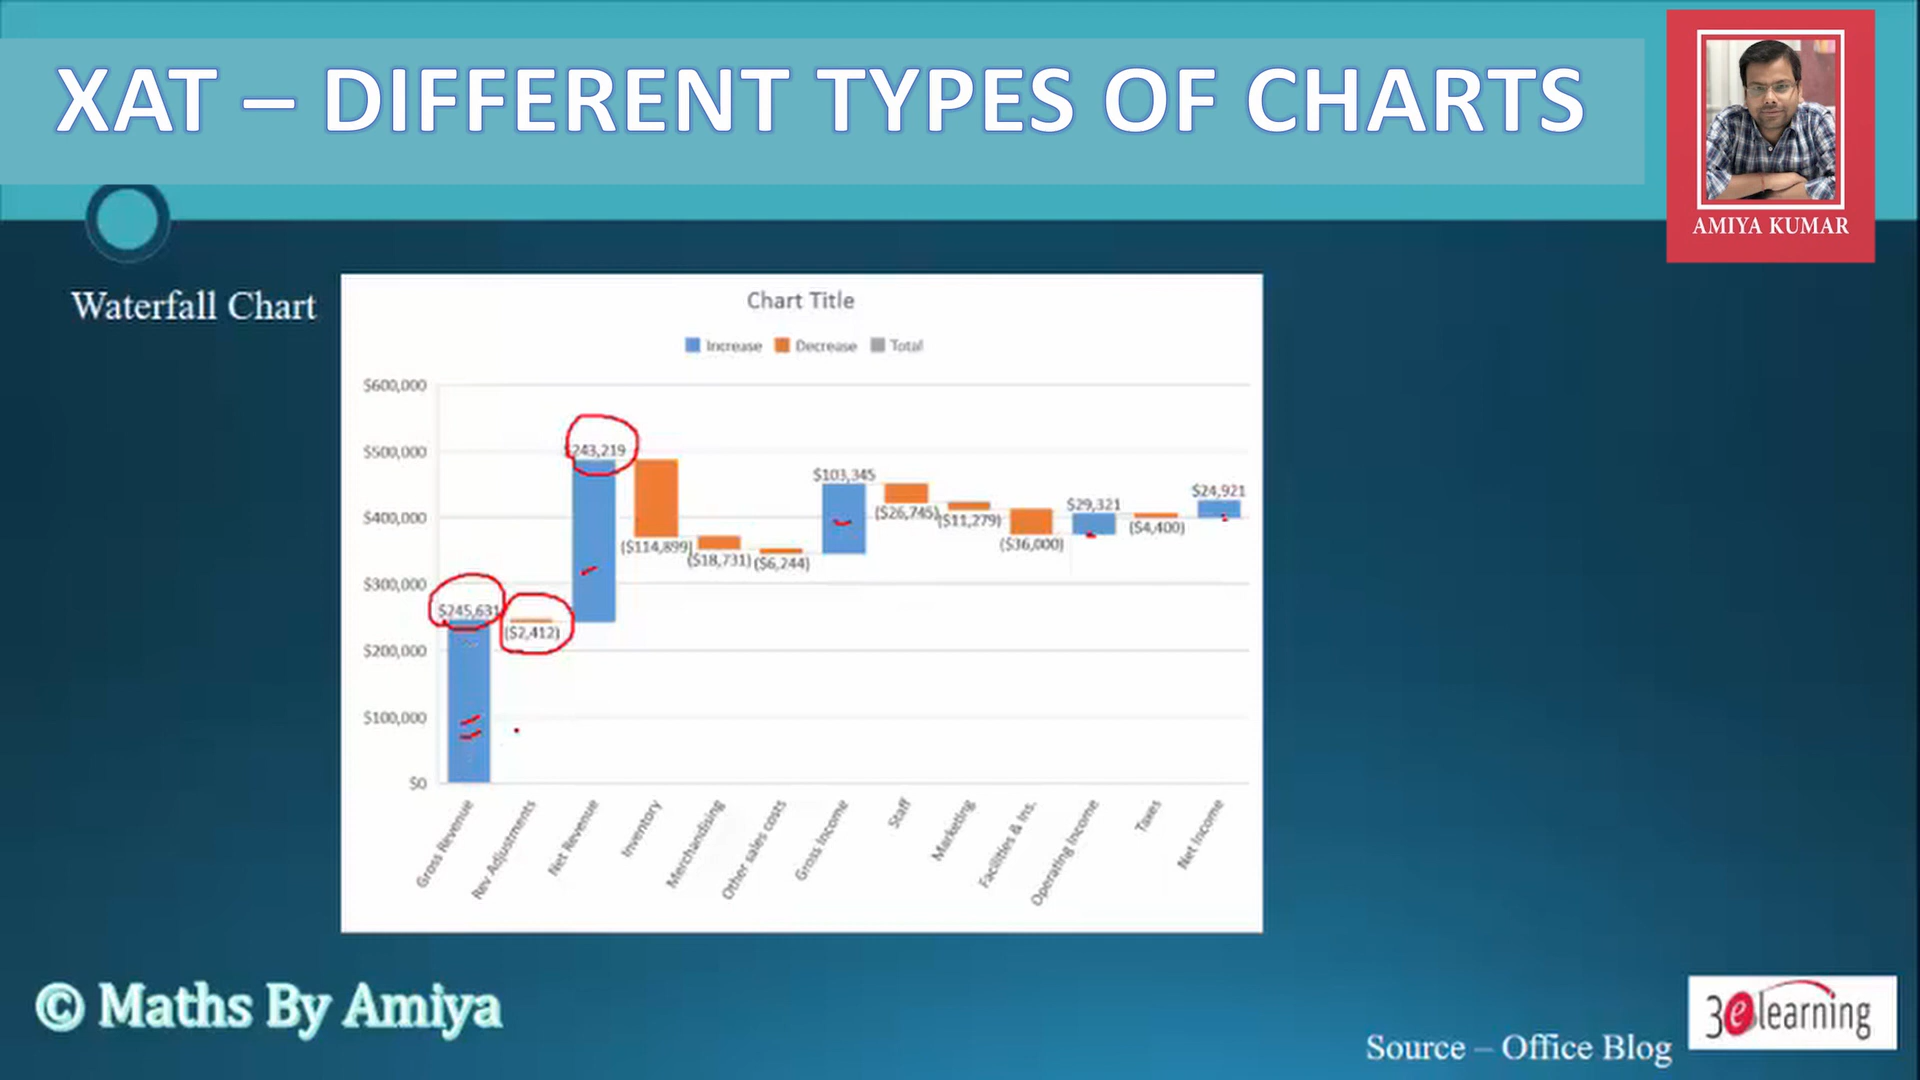 XAT – DIFFERENT TYPES OF CHARTS
AMIYA KUMAR
Waterfall Chart
Chart Title
Increase Decrease Total
$600,000
$500,000
$400,000
$300,000
$200,000
$100,000
$0
$245,631
($2,412)
$243,219
($114,899)
($18,731)
($6,244)
$103,345
($26,745)
($11,279)
($36,000)
$29,321
($4,400)
$24,921
Gross Revenue
Rev Adjustments
Net Revenue
Inventory
Merchandising
Other sales costs
Gross Income
Staff
Marketing
Facilities & Ins.
Operating Income
Taxes
Net Income
© Maths By Amiya
Source – Office Blog
3elearning